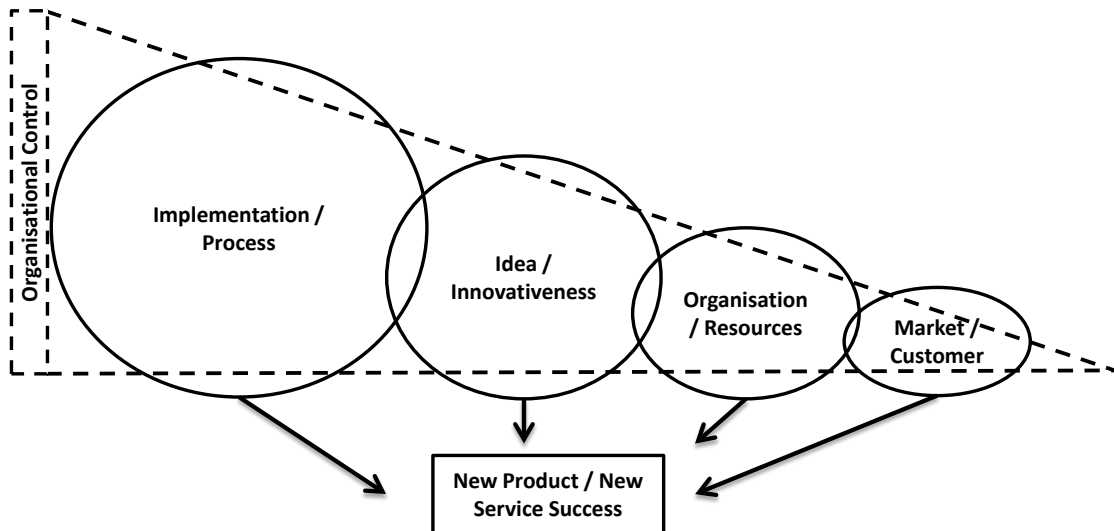 Organisational Control
Implementation /
Process
Idea /
Innovativeness
Organisation
/ Resources
Market /
Customer
New Product / New
Service Success